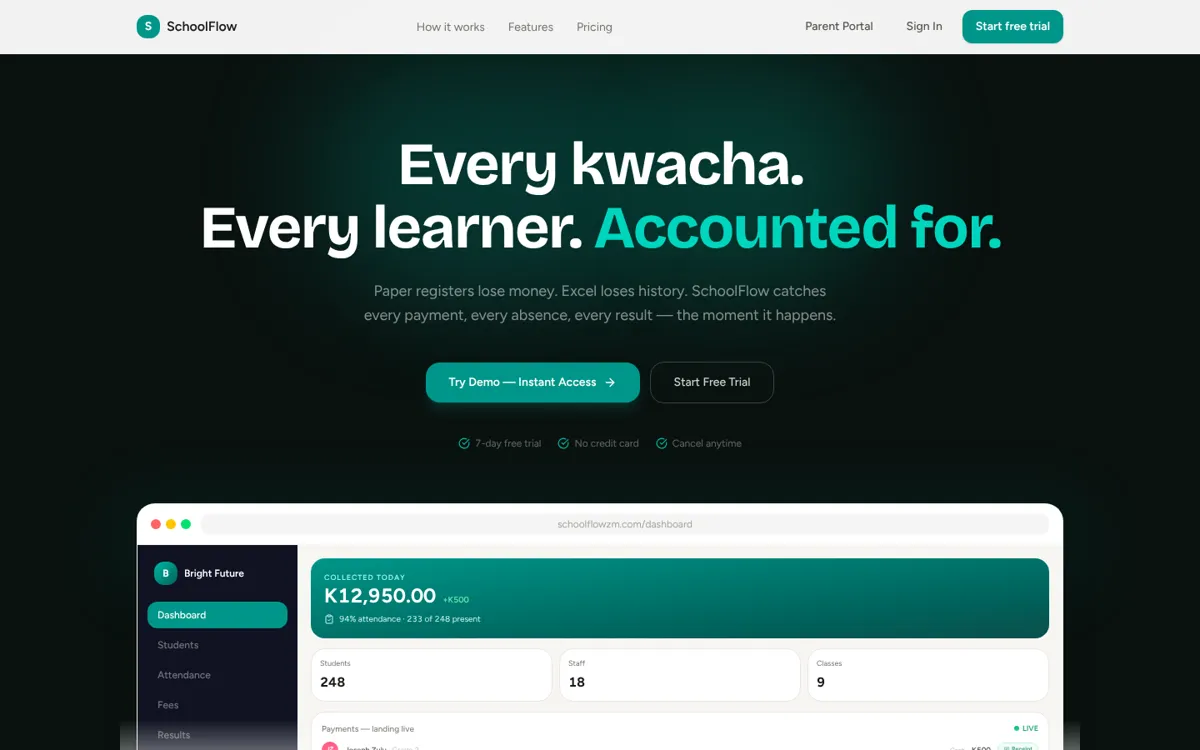 S SchoolFlow How it works Features Pricing Parent Portal Sign In Start free trial
Every kwacha.
Every learner. Accounted for.
Paper registers lose money. Excel loses history. SchoolFlow catches
every payment, every absence, every result — the moment it happens.
Try Demo — Instant Access → Start Free Trial
7-day free trial No credit card Cancel anytime
schoolflowzm.com/dashboard
B Bright Future
Dashboard
Students
Attendance
Fees
Results
COLLECTED TODAY
K12,950.00 +K500
94% attendance · 233 of 248 present
Students
248
Staff
18
Classes
9
Payments — landing live LIVE
K500